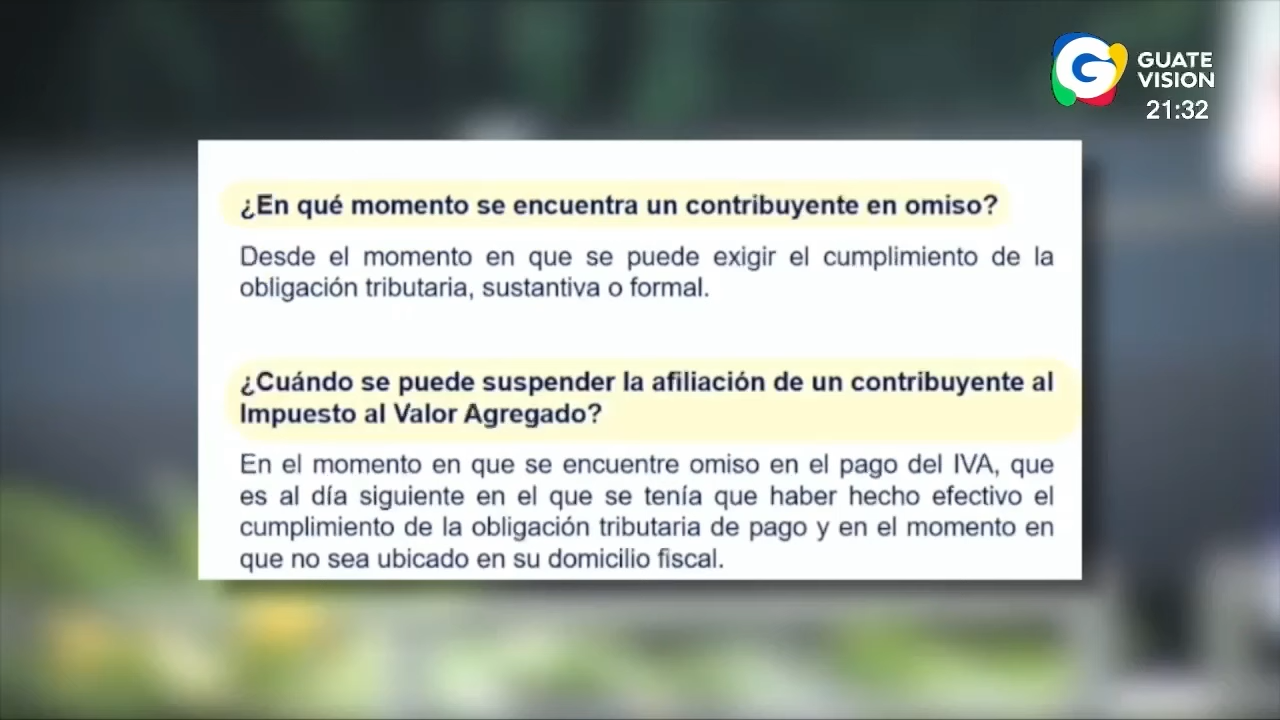 GUATE
VISION
21:32
¿En qué momento se encuentra un contribuyente en omiso?
Desde el momento en que se puede exigir el cumplimiento de la
obligación tributaria, sustantiva o formal.
¿Cuándo se puede suspender la afiliación de un contribuyente al
Impuesto al Valor Agregado?
En el momento en que se encuentre omiso en el pago del IVA, que
es al día siguiente en el que se tenía que haber hecho efectivo el
cumplimiento de la obligación tributaria de pago y en el momento en
que no sea ubicado en su domicilio fiscal.